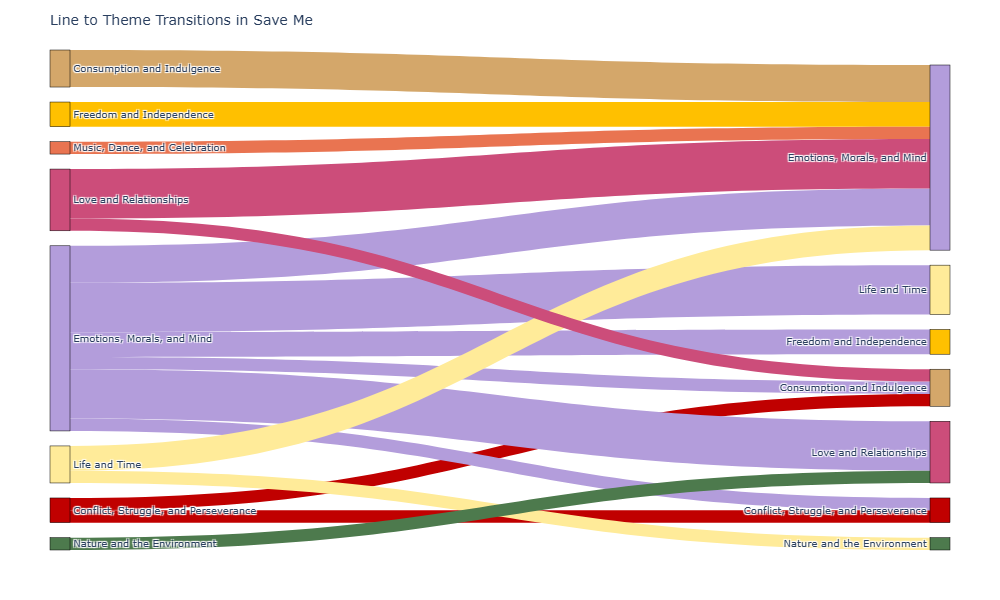 Line to Theme Transitions in Save Me
Consumption and Indulgence
Freedom and Independence
Music, Dance, and Celebration
Love and Relationships
Emotions, Morals, and Mind
Life and Time
Conflict, Struggle, and Perseverance
Nature and the Environment
Emotions, Morals, and Mind
Life and Time
Freedom and Independence
Consumption and Indulgence
Love and Relationships
Conflict, Struggle, and Perseverance
Nature and the Environment